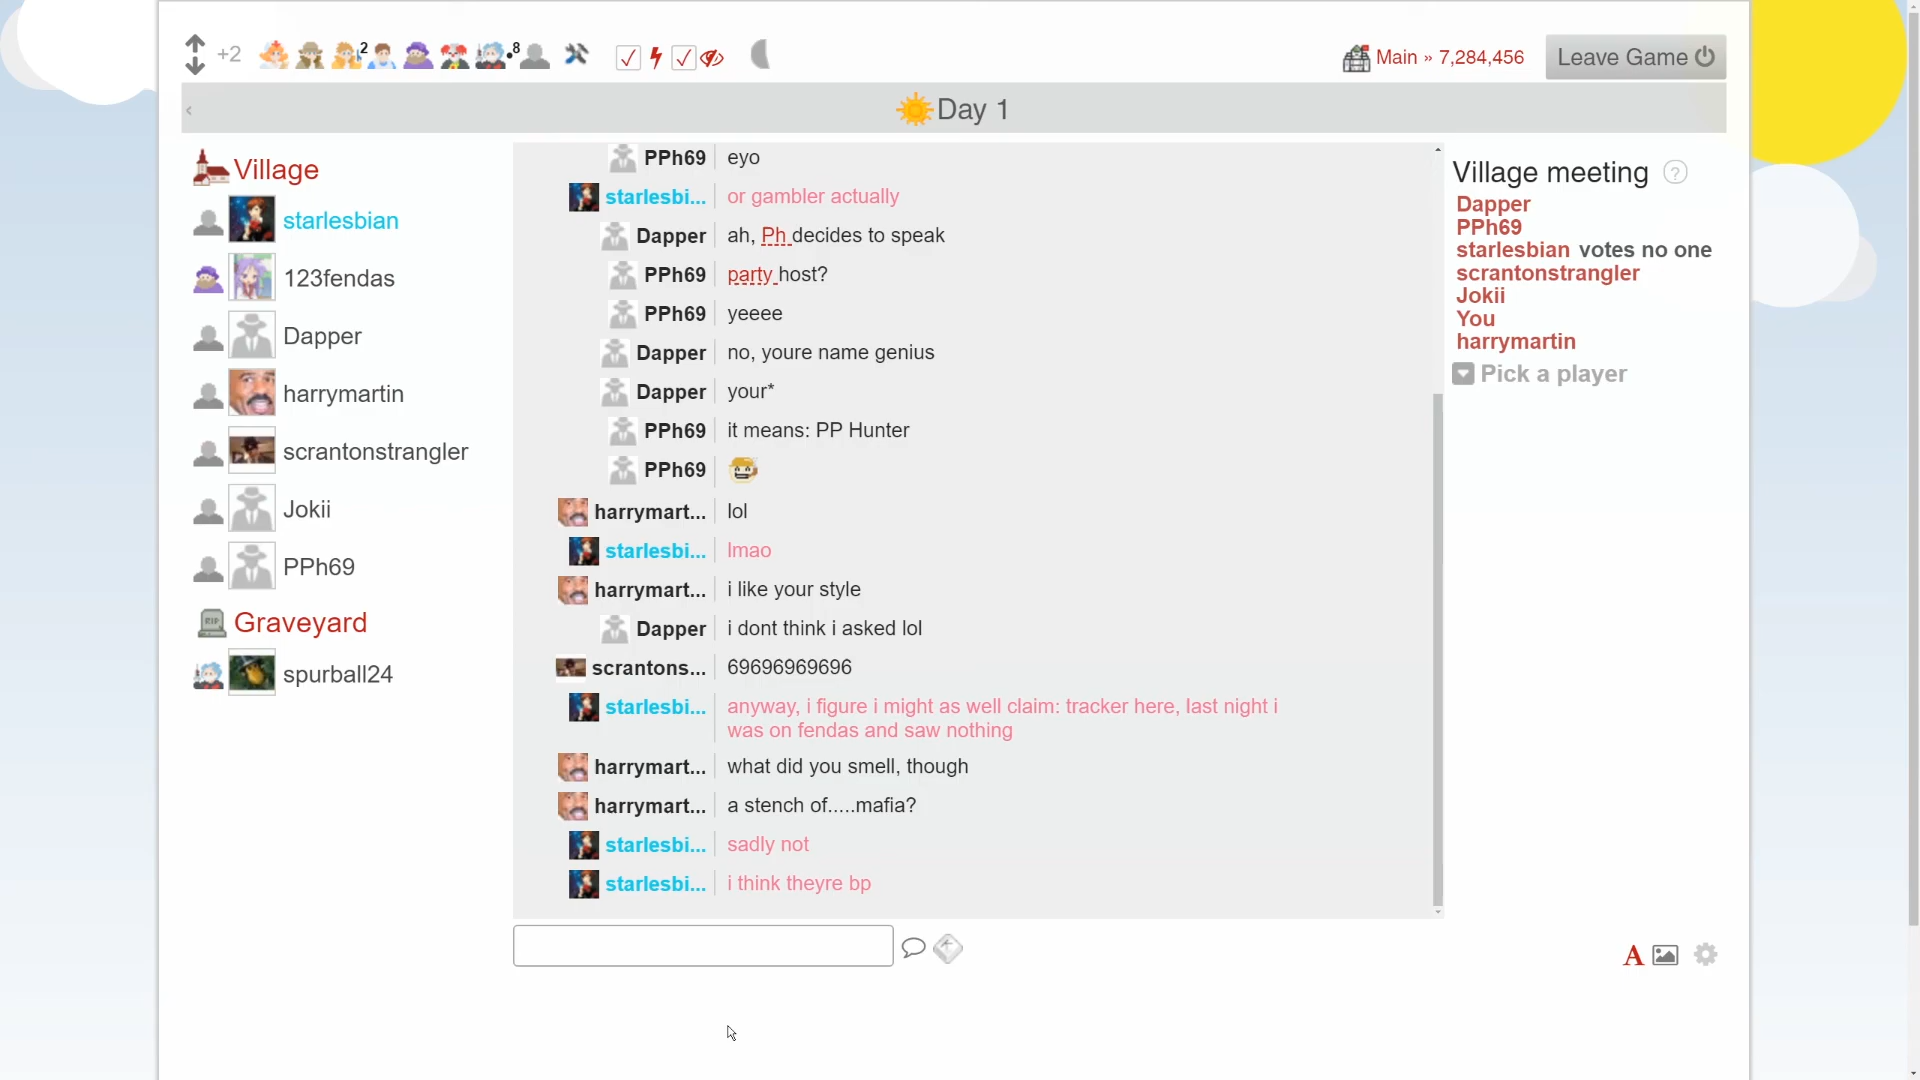 +2
2
8
Main » 7,284,456
Leave Game
Day 1
Village
starlesbian
123fendas
Dapper
harrymartin
scrantonstrangler
Jokii
PPh69
RIP
Graveyard
spurball24
PPh69 eyo
starlesbi... or gambler actually
Dapper ah, Ph decides to speak
PPh69 party host?
PPh69 yeeee
Dapper no, youre name genius
Dapper your*
PPh69 it means: PP Hunter
PPh69
harrymart... lol
starlesbi... lmao
harrymart... i like your style
Dapper i dont think i asked lol
scrantons... 69696969696
starlesbi... anyway, i figure i might as well claim: tracker here, last night i
was on fendas and saw nothing
harrymart... what did you smell, though
harrymart... a stench of.....mafia?
starlesbi... sadly not
starlesbi... i think theyre bp
Village meeting ?
Dapper
PPh69
starlesbian votes no one
scrantonstrangler
Jokii
You
harrymartin
Pick a player
A